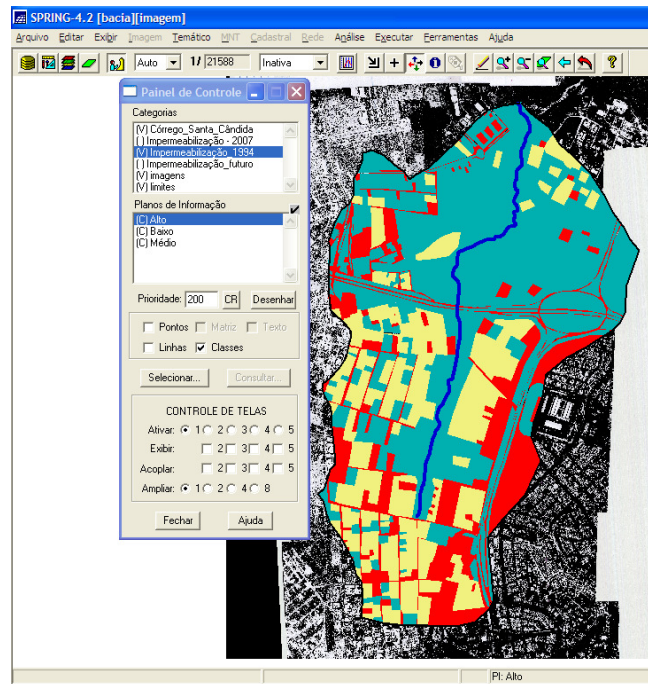 SPRING-4.2 [bacia][imagem]
Arquivo Editar Exibir Imagem Temático MNT Cadastral Rede Análise Executar Ferramentas Ajuda
Auto 1/ 21588 Inativa
Painel de Controle
Categorias
(V) Córrego_Santa_Cândida
( ) Impermeabilização - 2007
(V) Impermeabilização_1994
( ) Impermeabilização_futuro
(V) imagens
(V) limites
Planos de Informação
(C) Alto
(C) Baixo
(C) Médio
Prioridade: 200 CR Desenhar
Pontos Matriz Texto
Linhas Classes
Selecionar... Consultar...
CONTROLE DE TELAS
Ativar: 1 2 3 4 5
Exibir: 2 3 4 5
Acoplar: 2 3 4 5
Ampliar: 1 2 4 8
Fechar Ajuda
PI: Alto